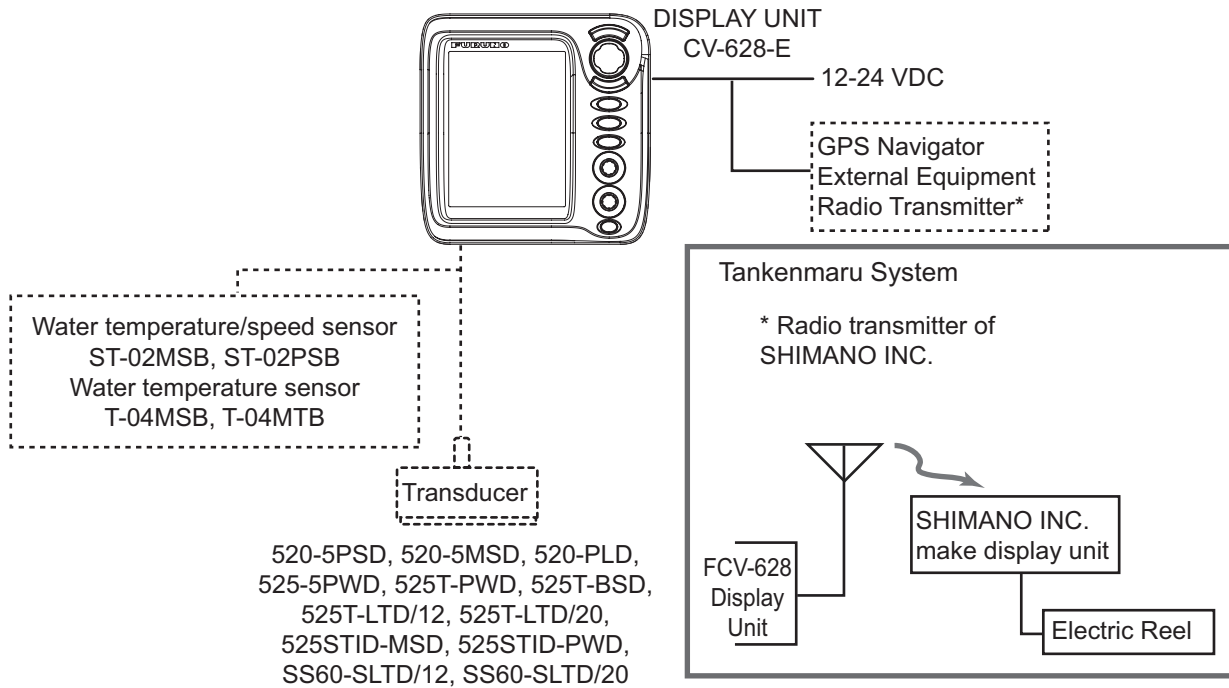 DISPLAY UNIT
CV-628-E
FURUNO
12-24 VDC
GPS Navigator
External Equipment
Radio Transmitter*
Water temperature/speed sensor
ST-02MSB, ST-02PSB
Water temperature sensor
T-04MSB, T-04MTB
Transducer
520-5PSD, 520-5MSD, 520-PLD,
525-5PWD, 525T-PWD, 525T-BSD,
525T-LTD/12, 525T-LTD/20,
525STID-MSD, 525STID-PWD,
SS60-SLTD/12, SS60-SLTD/20
Tankenmaru System
* Radio transmitter of
SHIMANO INC.
FCV-628
Display
Unit
SHIMANO INC.
make display unit
Electric Reel